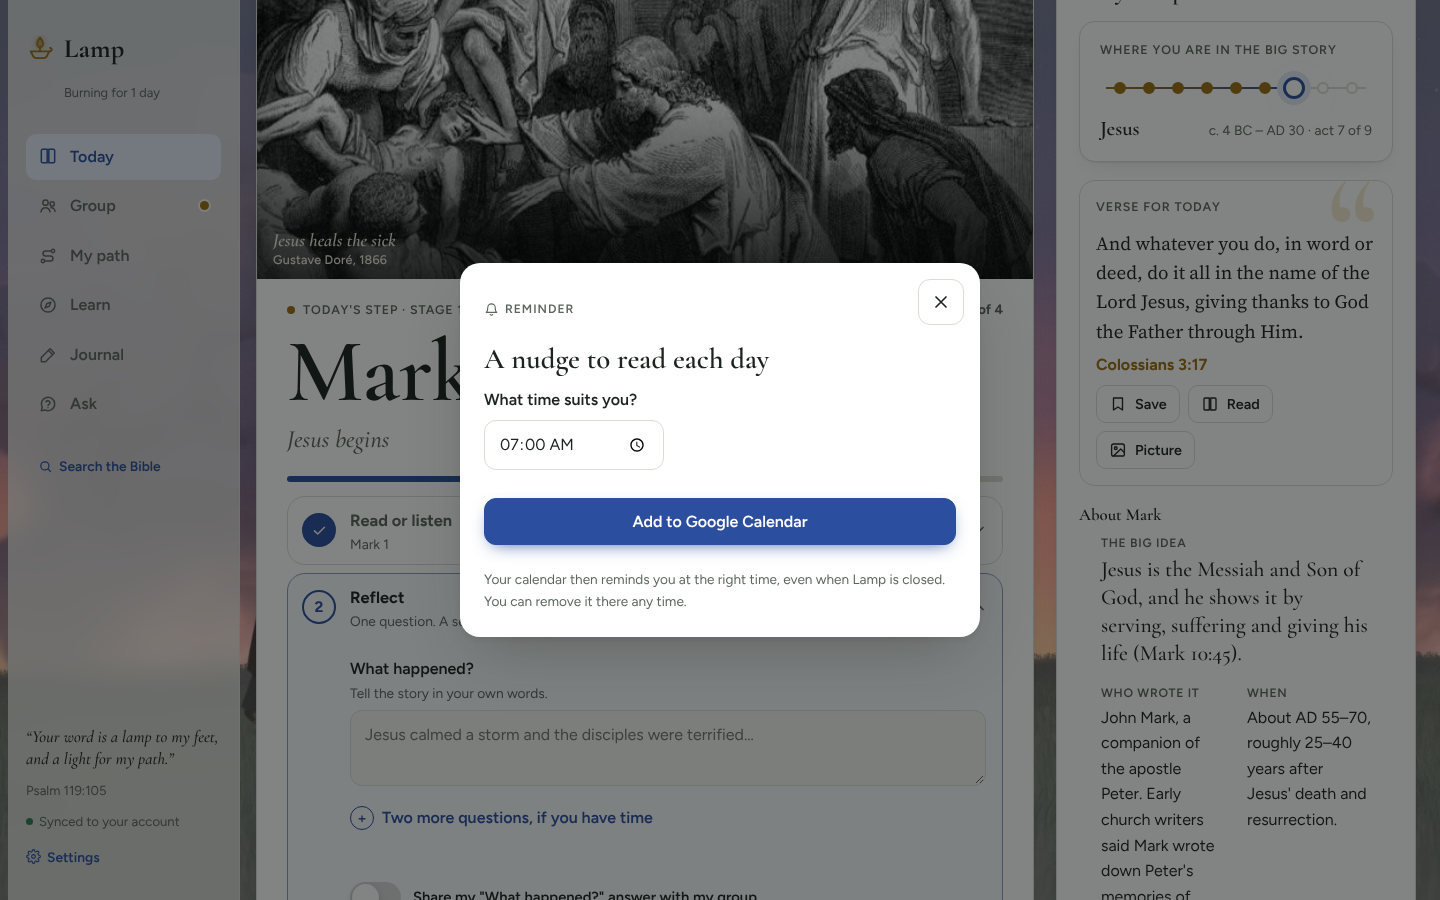 Lamp
Burning for 1 day
Today
Group
My path
Learn
Journal
Ask
Search the Bible
“Your word is a lamp to my feet,
and a light for my path.”
Psalm 119:105
Synced to your account
Settings
Jesus heals the sick
Gustave Doré, 1866
TODAY'S STEP · STAGE 1
of 4
Mark
Jesus begins
Read or listen
Mark 1
2
Reflect
One question. A
What happened?
Tell the story in your own words.
Jesus calmed a storm and the disciples were terrified...
+ Two more questions, if you have time
Share my "What happened?" answer with my group
REMINDER
A nudge to read each day
What time suits you?
07:00 AM
Add to Google Calendar
Your calendar then reminds you at the right time, even when Lamp is closed.
You can remove it there any time.
WHERE YOU ARE IN THE BIG STORY
Jesus
c. 4 BC – AD 30 · act 7 of 9
VERSE FOR TODAY
And whatever you do, in word or
deed, do it all in the name of the
Lord Jesus, giving thanks to God
the Father through Him.
Colossians 3:17
Save
Read
Picture
About Mark
THE BIG IDEA
Jesus is the Messiah and Son of
God, and he shows it by
serving, suffering and giving his
life (Mark 10:45).
WHO WROTE IT
John Mark, a
companion of
the apostle
Peter. Early
church writers
said Mark wrote
down Peter's
memories of
WHEN
About AD 55–70,
roughly 25–40
years after
Jesus' death and
resurrection.